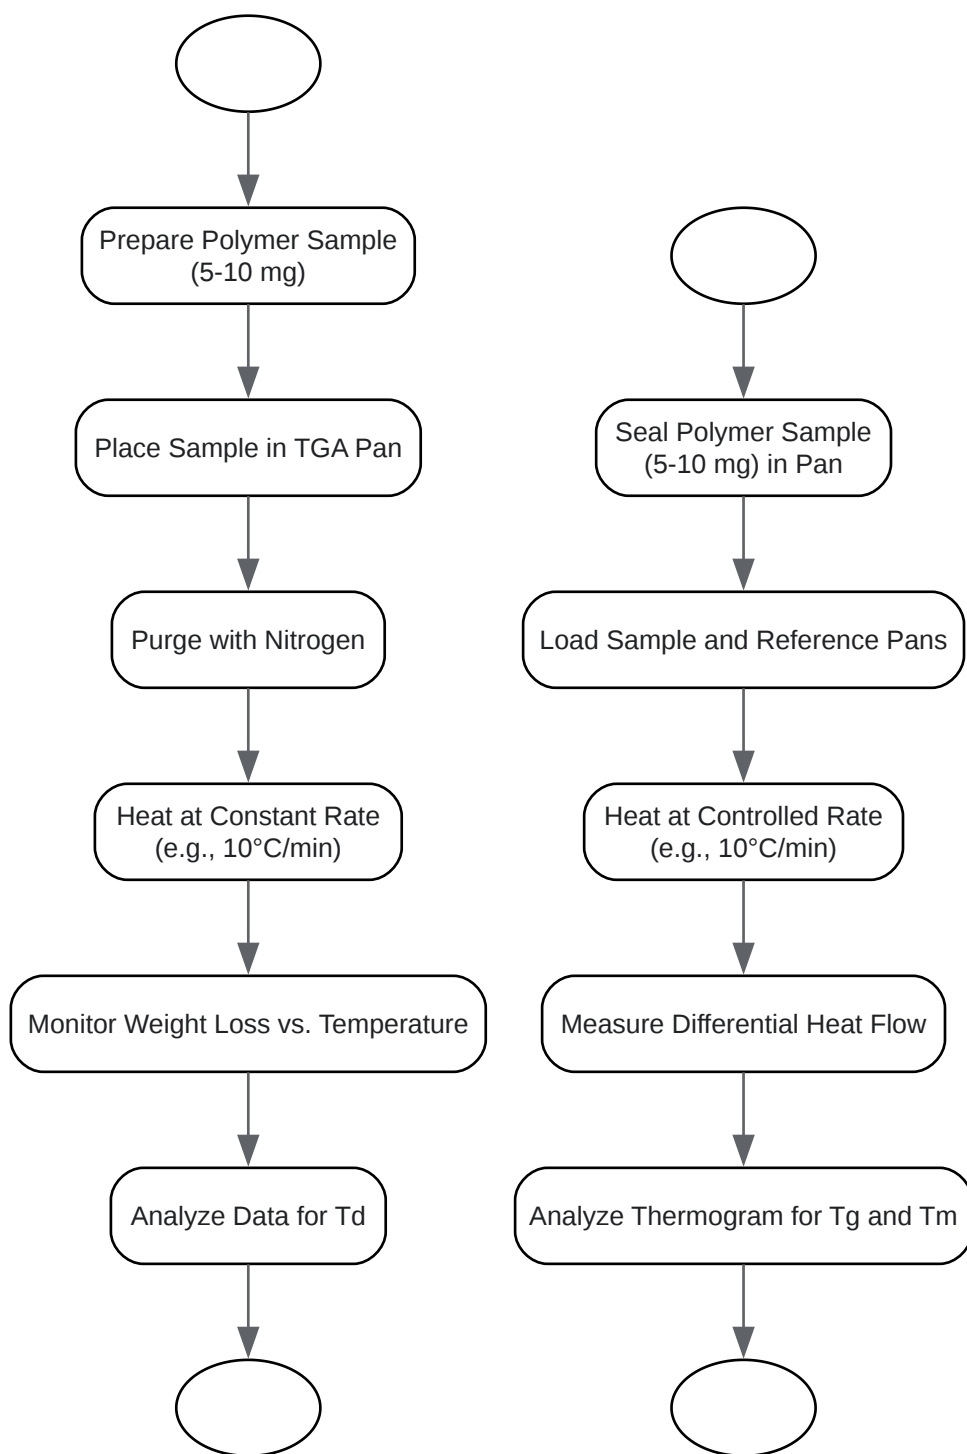 Prepare Polymer Sample
(5-10 mg)
Place Sample in TGA Pan
Purge with Nitrogen
Heat at Constant Rate
(e.g., 10°C/min)
Monitor Weight Loss vs. Temperature
Analyze Data for Td
Seal Polymer Sample
(5-10 mg) in Pan
Load Sample and Reference Pans
Heat at Controlled Rate
(e.g., 10°C/min)
Measure Differential Heat Flow
Analyze Thermogram for Tg and Tm